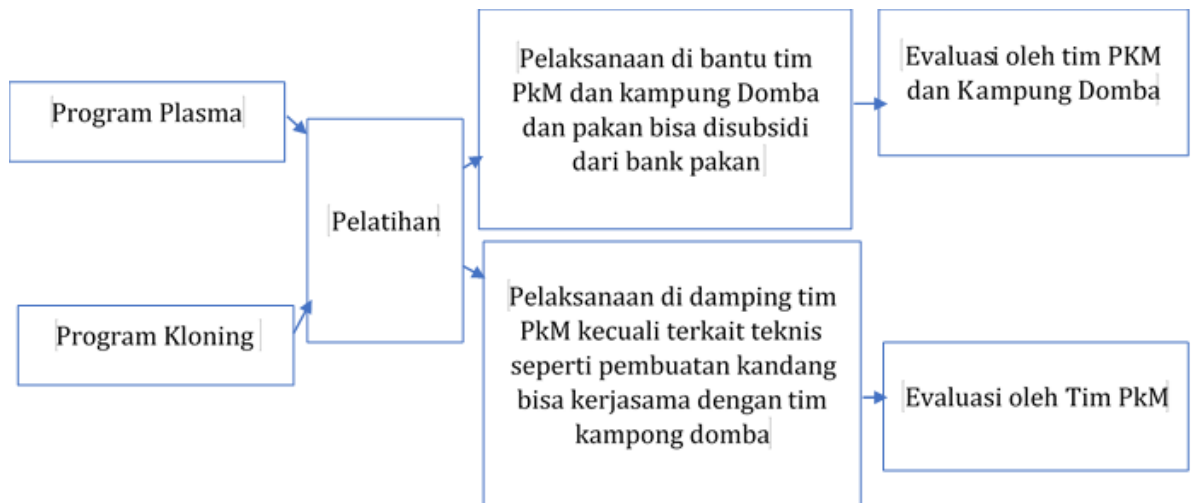 Program Plasma
Program Kloning
Pelatihan
Pelaksanaan di bantu tim
PkM dan kampung Domba
dan pakan bisa disubsidi
dari bank pakan
Evaluasi oleh tim PKM
dan Kampung Domba
Pelaksanaan di damping tim
PkM kecuali terkait teknis
seperti pembuatan kandang
bisa kerjasama dengan tim
kampong domba
Evaluasi oleh Tim PkM